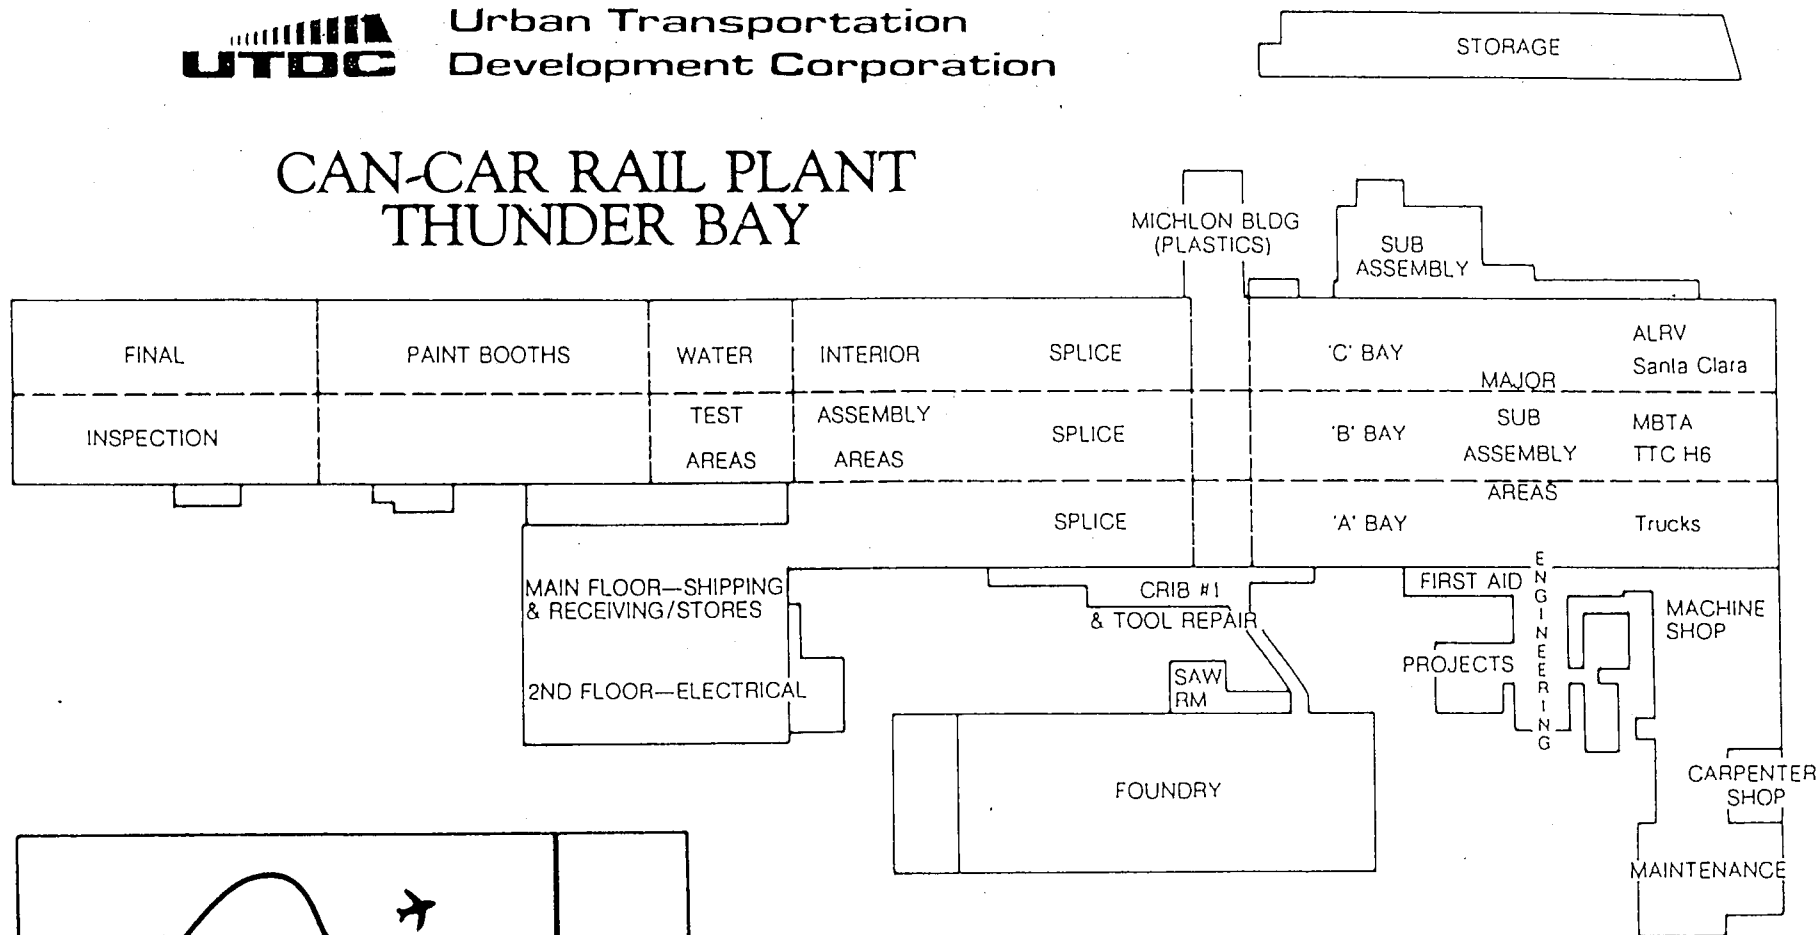 UTDC
Urban Transportation
Development Corporation
STORAGE
CAN-CAR RAIL PLANT
THUNDER BAY
MICHLON BLDG
(PLASTICS)
SUB
ASSEMBLY
FINAL
INSPECTION
PAINT BOOTHS
WATER
TEST
AREAS
INTERIOR
ASSEMBLY
AREAS
SPLICE
SPLICE
SPLICE
'C' BAY
'B' BAY
'A' BAY
MAJOR
SUB
ASSEMBLY
AREAS
ALRV
Santa Clara
MBTA
TTC H6
Trucks
MAIN FLOOR—SHIPPING
& RECEIVING/STORES
2ND FLOOR—ELECTRICAL
CRIB #1
& TOOL REPAIR
SAW
RM
FOUNDRY
FIRST AID
PROJECTS
ENGINEERING
MACHINE
SHOP
CARPENTER
SHOP
MAINTENANCE